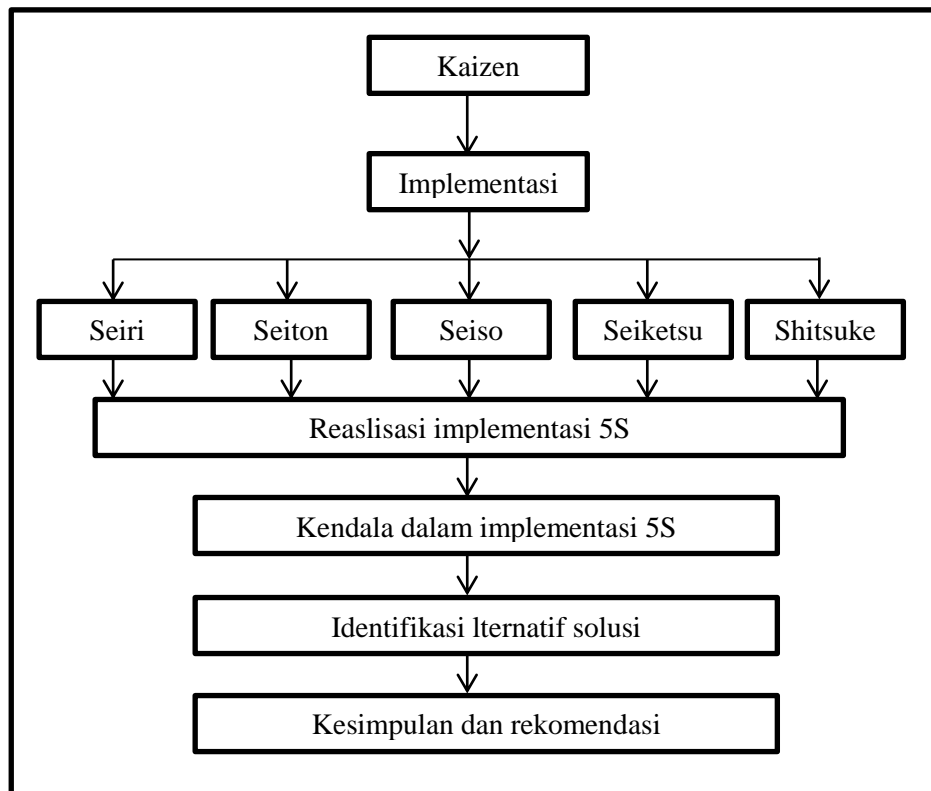 Kaizen
Implementasi
Seiri
Seiton
Seiso
Seiketsu
Shitsuke
Reaslisasi implementasi 5S
Kendala dalam implementasi 5S
Identifikasi lternatif solusi
Kesimpulan dan rekomendasi